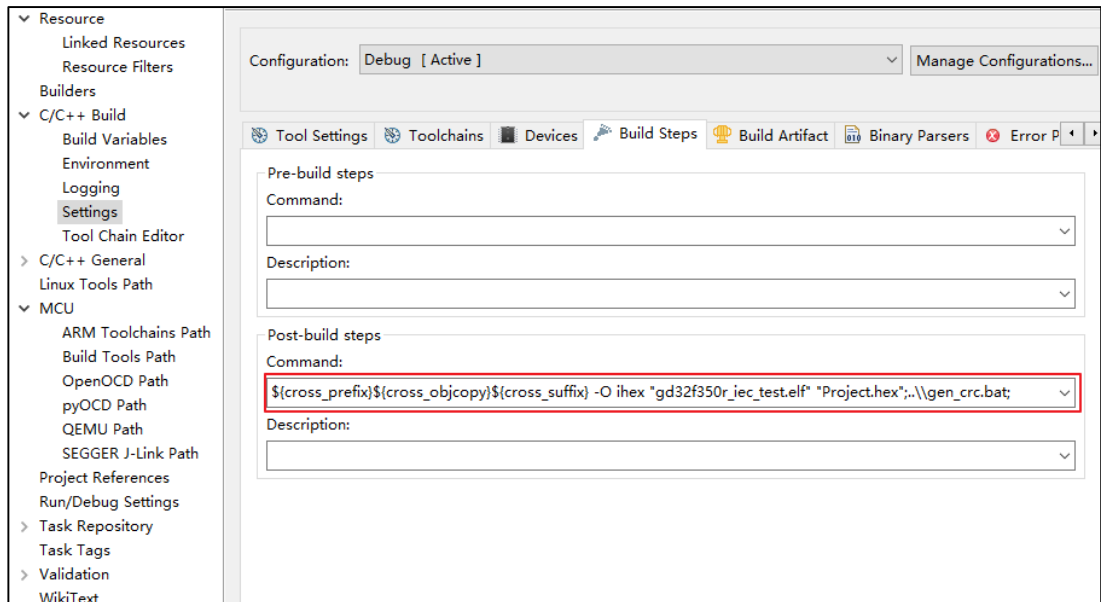 Resource
Linked Resources
Resource Filters
Builders
C/C++ Build
Build Variables
Environment
Logging
Settings
Tool Chain Editor
C/C++ General
Linux Tools Path
MCU
ARM Toolchains Path
Build Tools Path
OpenOCD Path
pyOCD Path
QEMU Path
SEGGER J-Link Path
Project References
Run/Debug Settings
Task Repository
Task Tags
Validation
WikiText
Configuration: Debug [ Active ] Manage Configurations...
Tool Settings Toolchains Devices Build Steps Build Artifact Binary Parsers Error P
Pre-build steps
Command:
Description:
Post-build steps
Command:
${cross_prefix}${cross_objcopy}${cross_suffix} -O ihex "gd32f350r_iec_test.elf" "Project.hex";..\\gen_crc.bat;
Description: